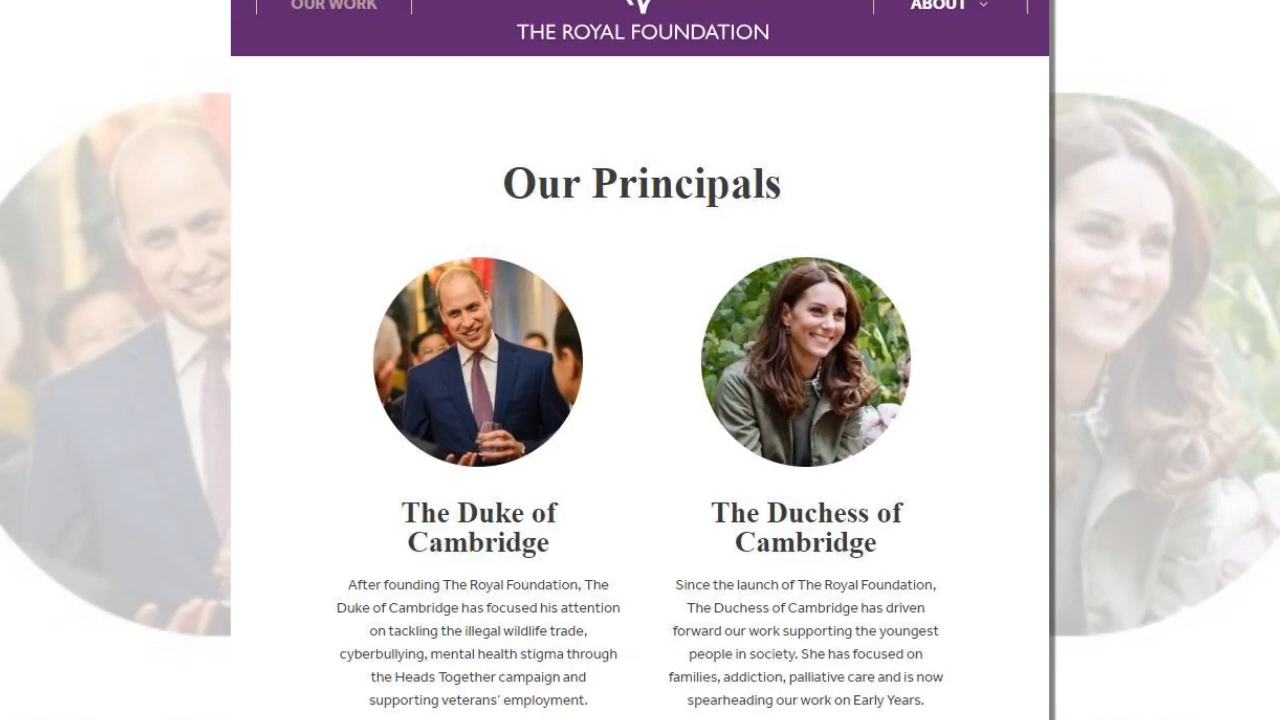 OUR WORK
ABOUT
THE ROYAL FOUNDATION
Our Principals
The Duke of
Cambridge
After founding The Royal Foundation, The
Duke of Cambridge has focused his attention
on tackling the illegal wildlife trade,
cyberbullying, mental health stigma through
the Heads Together campaign and
supporting veterans' employment.
The Duchess of
Cambridge
Since the launch of The Royal Foundation,
The Duchess of Cambridge has driven
forward our work supporting the youngest
people in society. She has focused on
families, addiction, palliative care and is now
spearheading our work on Early Years.